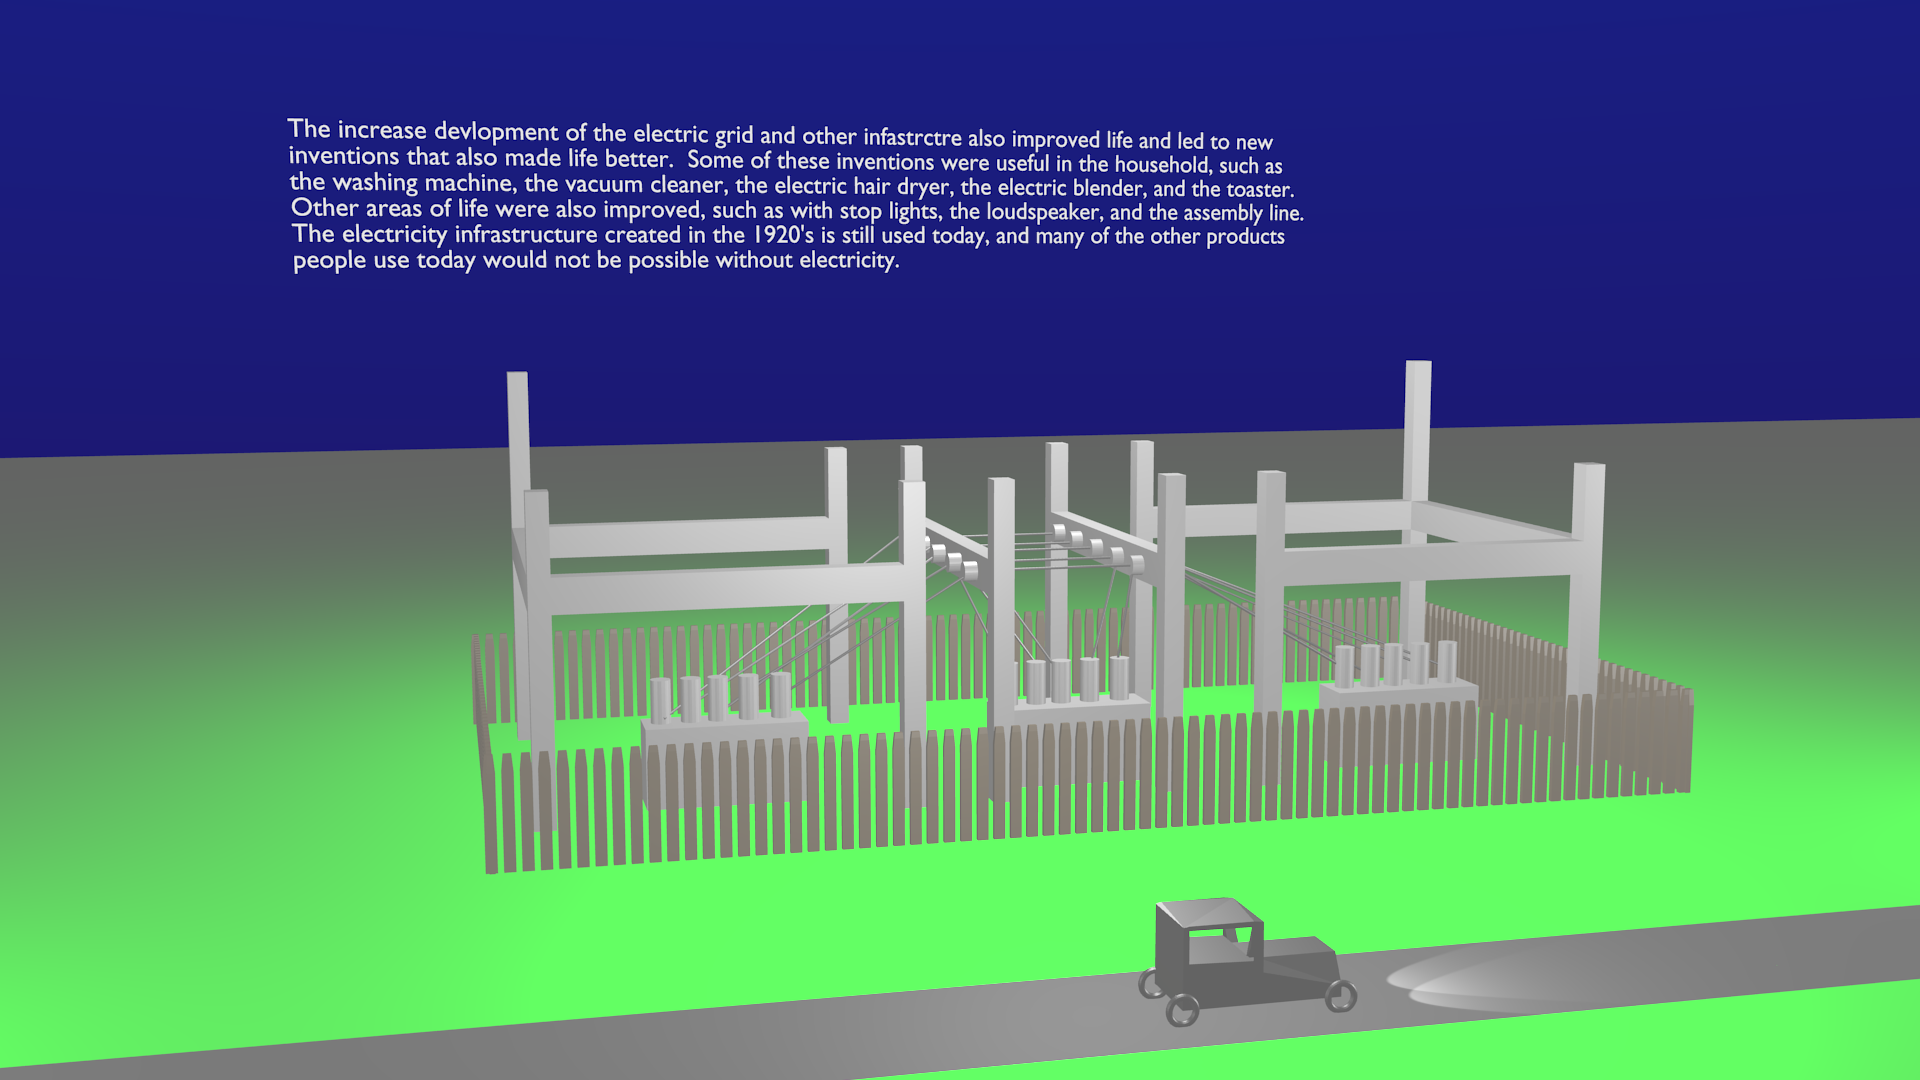 The increase devlopment of the electric grid and other infastrctre also improved life and led to new
inventions that also made life better.  Some of these inventions were useful in the household, such as
the washing machine, the vacuum cleaner, the electric hair dryer, the electric blender, and the toaster.
Other areas of life were also improved, such as with stop lights, the loudspeaker, and the assembly line.
The electricity infrastructure created in the 1920's is still used today, and many of the other products
people use today would not be possible without electricity.